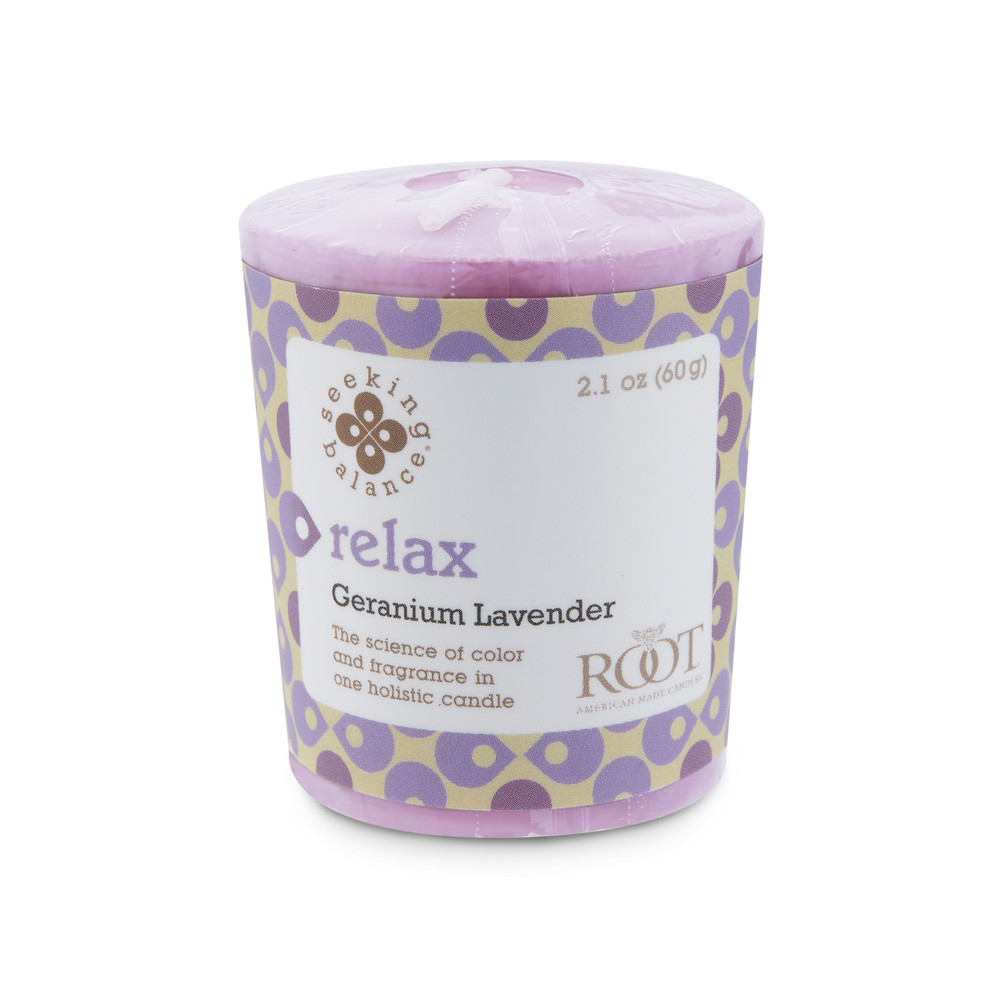 seeking balance®
2.1 oz (60g)
relax
Geranium Lavender
The science of color
and fragrance in
one holistic candle
ROOT
AMERICAN MADE CANDLES